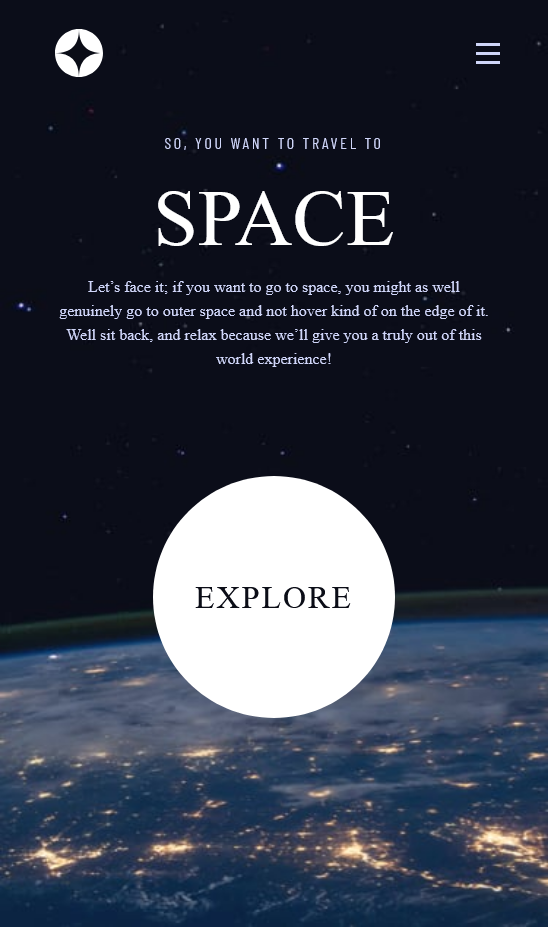 SO, YOU WANT TO TRAVEL TO
SPACE
Let’s face it; if you want to go to space, you might as well
genuinely go to outer space and not hover kind of on the edge of it.
Well sit back, and relax because we’ll give you a truly out of this
world experience!
EXPLORE